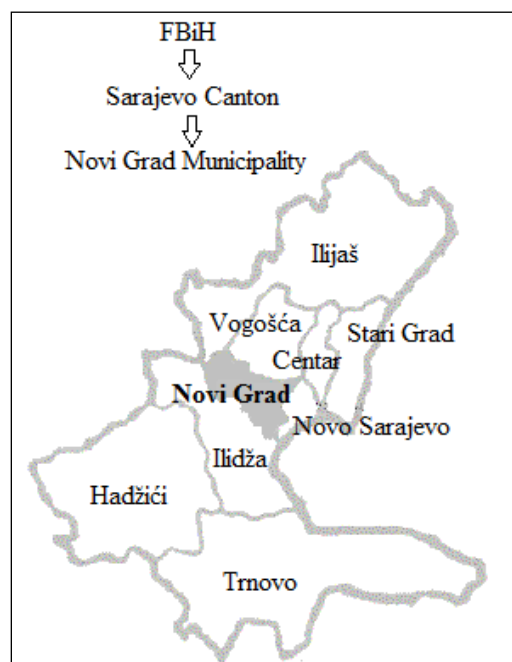 FBiH
Sarajevo Canton
Novi Grad Municipality
Ilijaš
Vogošća
Stari Grad
Centar
Novi Grad
Novo Sarajevo
Ilidža
Hadžići
Trnovo